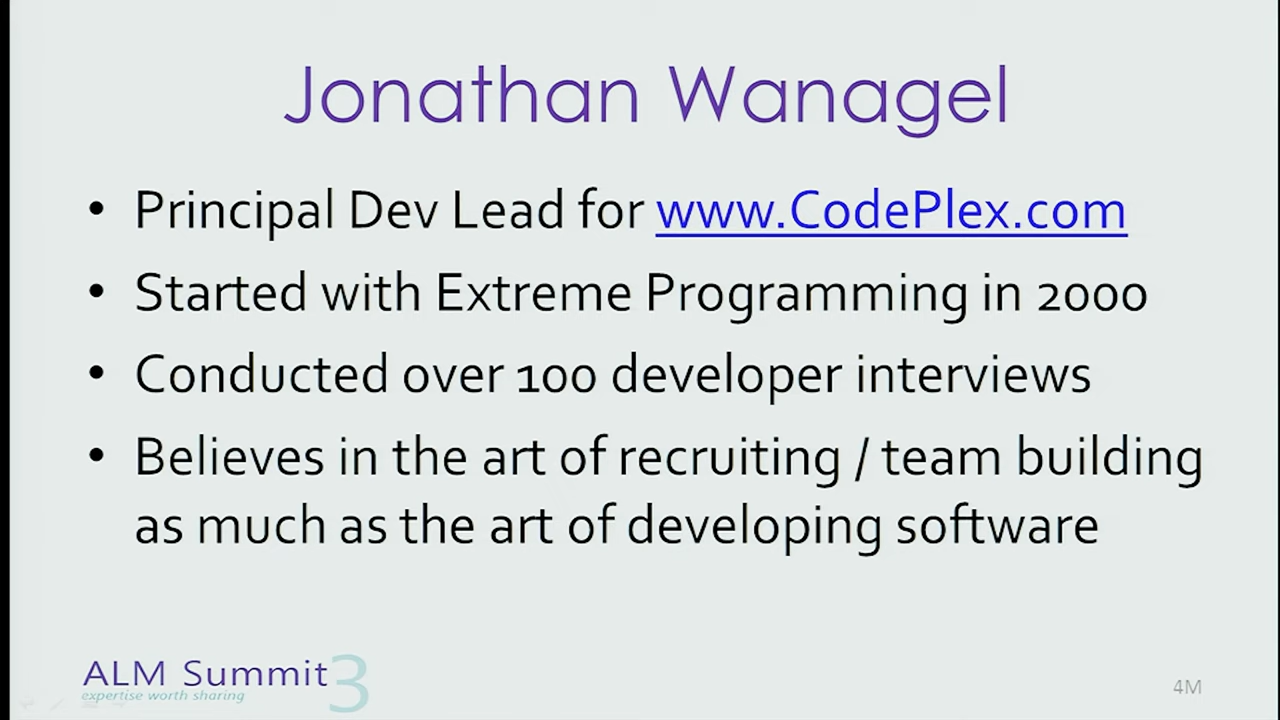 Jonathan Wanagel
• Principal Dev Lead for www.CodePlex.com
• Started with Extreme Programming in 2000
• Conducted over 100 developer interviews
• Believes in the art of recruiting / team building
as much as the art of developing software
ALM Summit 3
expertise worth sharing
4M